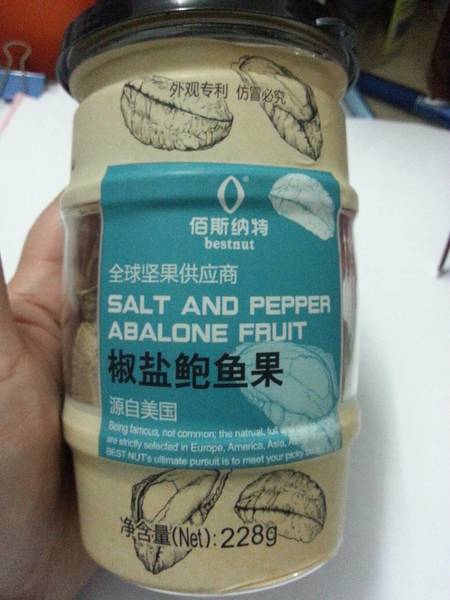 外观专利 仿冒必究
佰斯纳特
bestnut
全球坚果供应商
SALT AND PEPPER
ABALONE FRUIT
椒盐鲍鱼果
源自美国
Being famous, not common; the natrual, full and
are strictly selected in Europe, America, Asia,
BEST NUT's ultimate pursuit is to meet your picky
净含量(Net): 228g